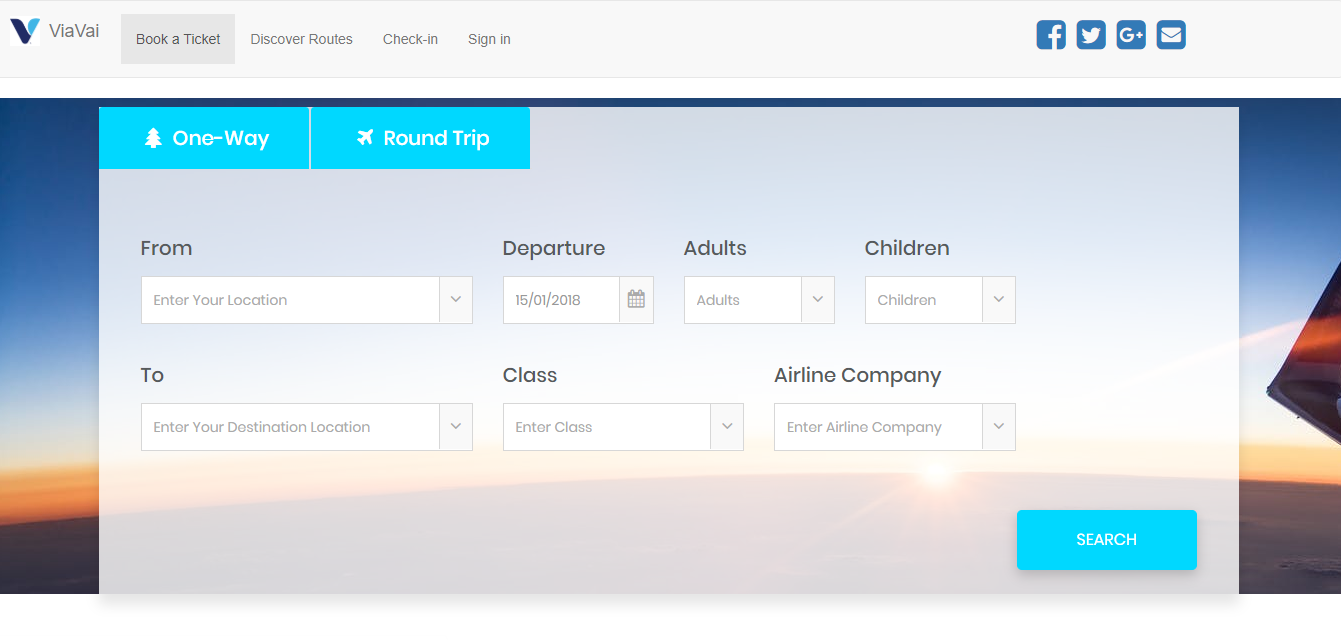 ViaVai
Book a Ticket
Discover Routes
Check-in
Sign in
G+
One-Way
Round Trip
From
Departure
Adults
Children
Enter Your Location
15/01/2018
Adults
Children
To
Class
Airline Company
Enter Your Destination Location
Enter Class
Enter Airline Company
SEARCH